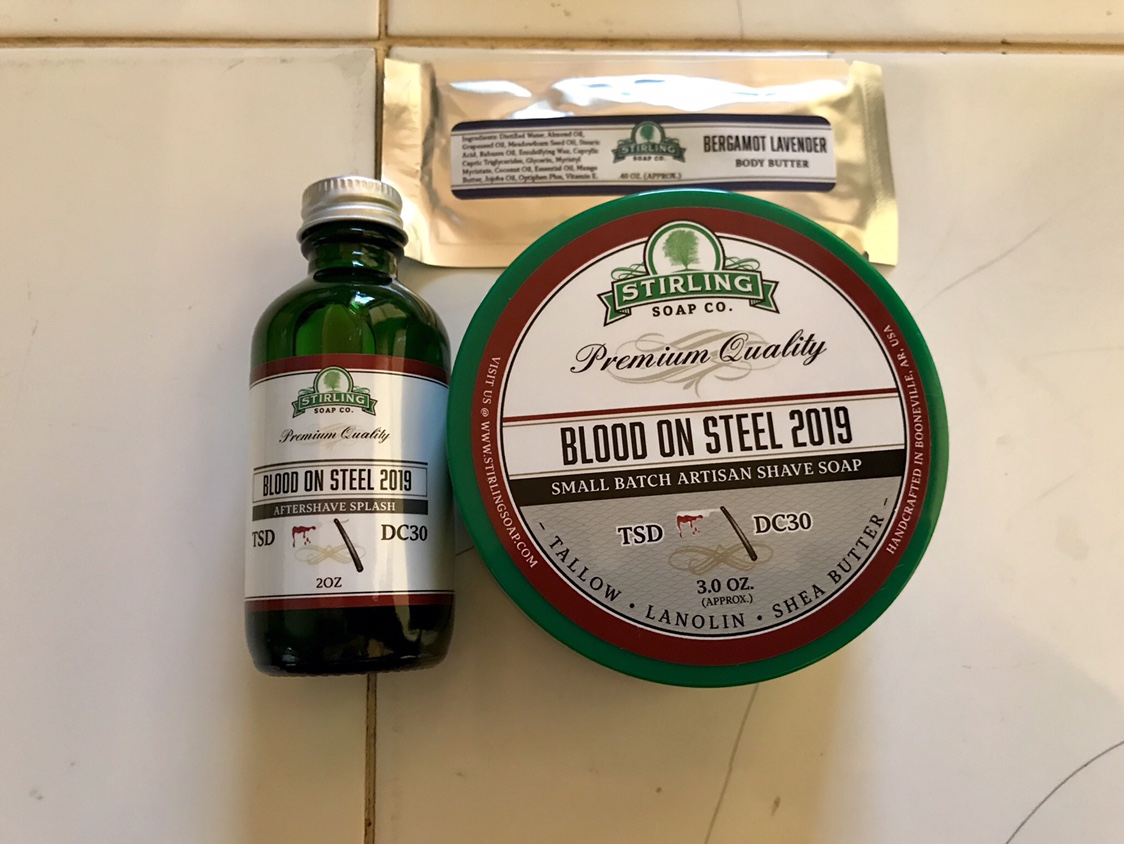 Ingredients: Distilled Water, Almond Oil,
Grapeseed Oil, Meadowfoam Seed Oil, Stearic
Acid, Babassu Oil, Emulsifying Wax, Caprylic
Capric Triglycerides, Glycerin, Myristyl
Myristate, Coconut Oil, Essential Oil, Mango
Butter, Jojoba Oil, Optiphen Plus, Vitamin E.
STIRLING
SOAP CO.
.40 OZ. (APPROX.)
BERGAMOT LAVENDER
BODY BUTTER
STIRLING
SOAP CO.
Premium Quality
BLOOD ON STEEL 2019
AFTERSHAVE SPLASH
TSD DC30
2OZ
STIRLING
SOAP CO.
Premium Quality
BLOOD ON STEEL 2019
SMALL BATCH ARTISAN SHAVE SOAP
TSD DC30
3.0 OZ.
(APPROX.)
- TALLOW • LANOLIN • SHEA BUTTER -
VISIT US @ WWW.STIRLINGSOAP.COM
HANDCRAFTED IN BOONEVILLE, AR, USA